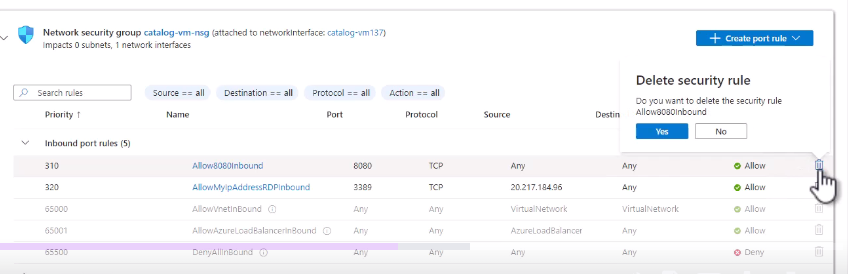 Network security group catalog-vm-nsg (attached to networkInterface: catalog-vm137)
Impacts 0 subnets, 1 network interfaces
Create port rule
Delete security rule
Do you want to delete the security rule
Allow8080Inbound
Yes No
Search rules Source == all Destination == all Protocol == all Action == all
Priority ↑ Name Port Protocol Source Destin
Inbound port rules (5)
310 Allow8080Inbound 8080 TCP Any Any Allow
320 AllowMyIpAddressRDPInbound 3389 TCP 20.217.184.96 Any Allow
65000 AllowVnetInBound Any Any VirtualNetwork VirtualNetwork Allow
65001 AllowAzureLoadBalancerInBound Any Any AzureLoadBalancer Any Allow
65500 DenyAllInBound Any Any Any Any Deny